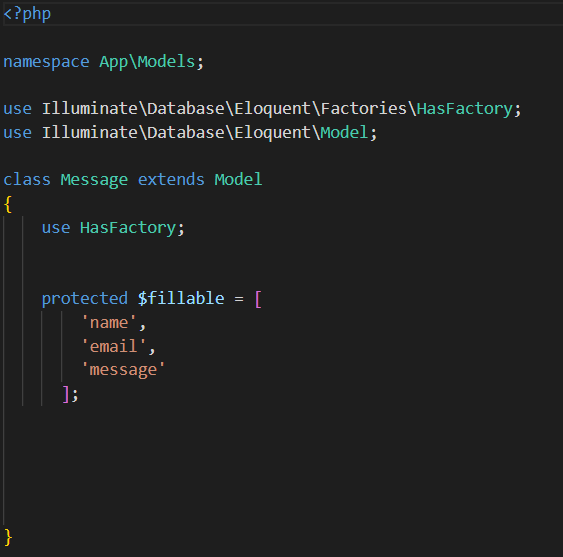 <?php
namespace App\Models;
use Illuminate\Database\Eloquent\Factories\HasFactory;
use Illuminate\Database\Eloquent\Model;
class Message extends Model
{
use HasFactory;
protected $fillable = [
'name',
'email',
'message'
];
}